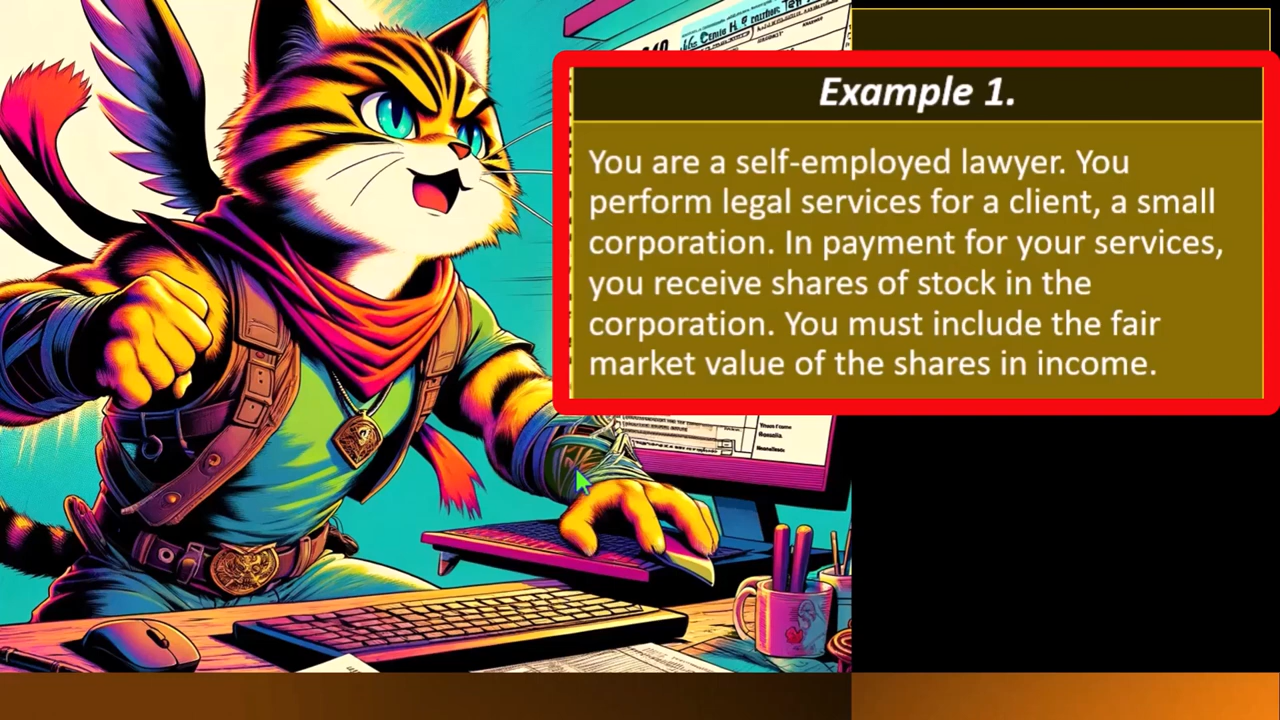 Example 1.
You are a self-employed lawyer. You
perform legal services for a client, a small
corporation. In payment for your services,
you receive shares of stock in the
corporation. You must include the fair
market value of the shares in income.